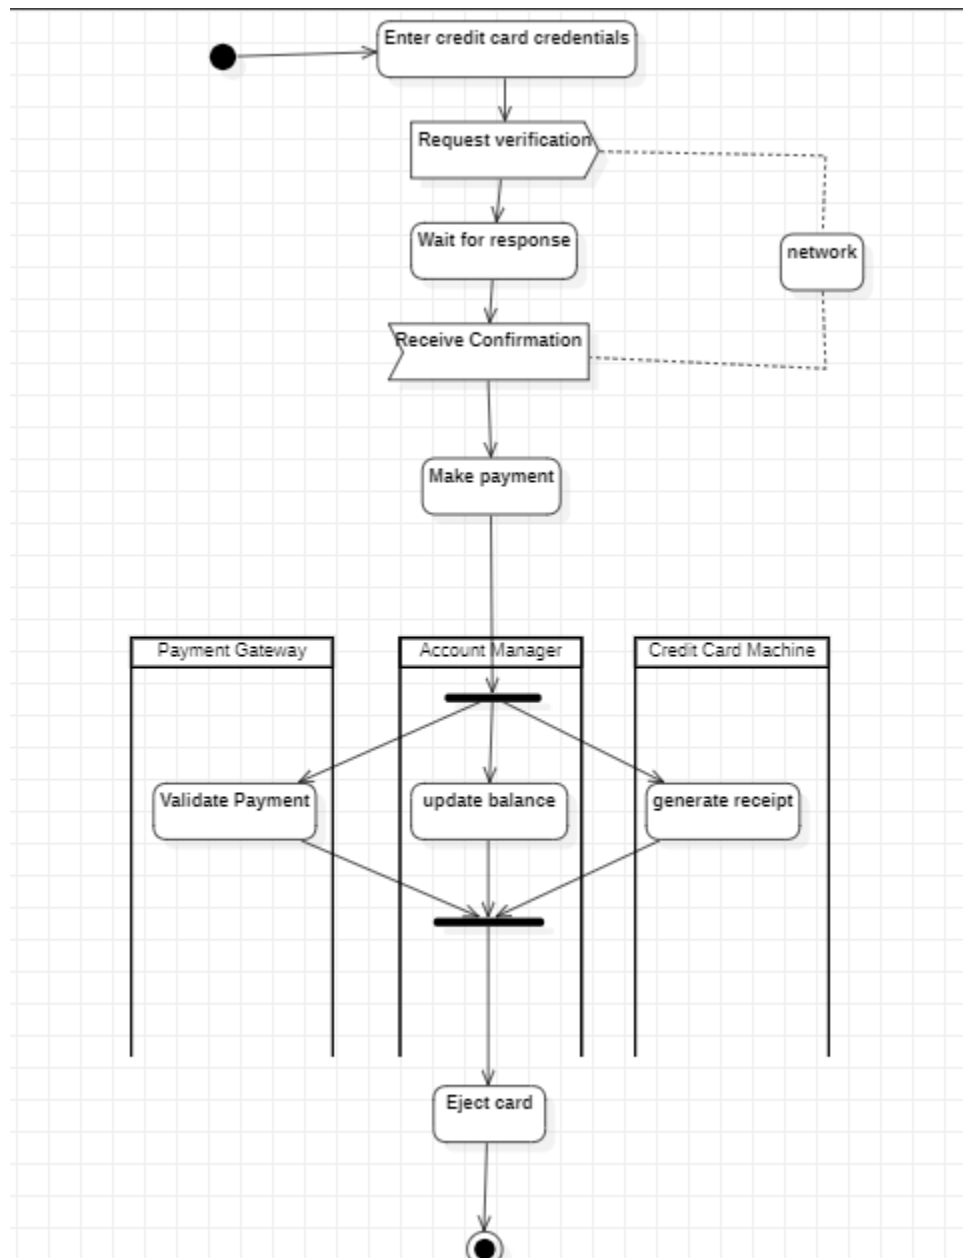 Enter credit card credentials
Request verification
Wait for response
network
Receive Confirmation
Make payment
Payment Gateway
Account Manager
Credit Card Machine
Validate Payment
update balance
generate receipt
Eject card